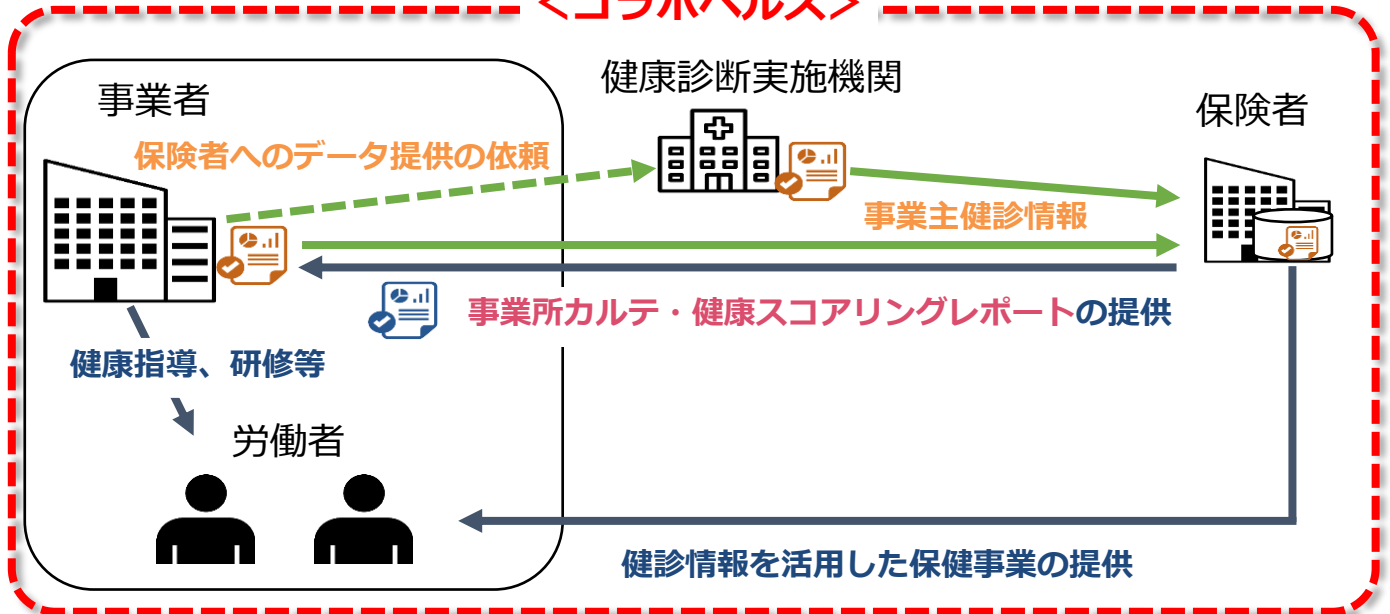 <コラボヘルス>
健康診断実施機関
事業者
保険者
保険者へのデータ提供の依頼
事業主健診情報
事業所カルテ・健康スコアリングレポートの提供
健康指導、研修等
労働者
健診情報を活用した保健事業の提供